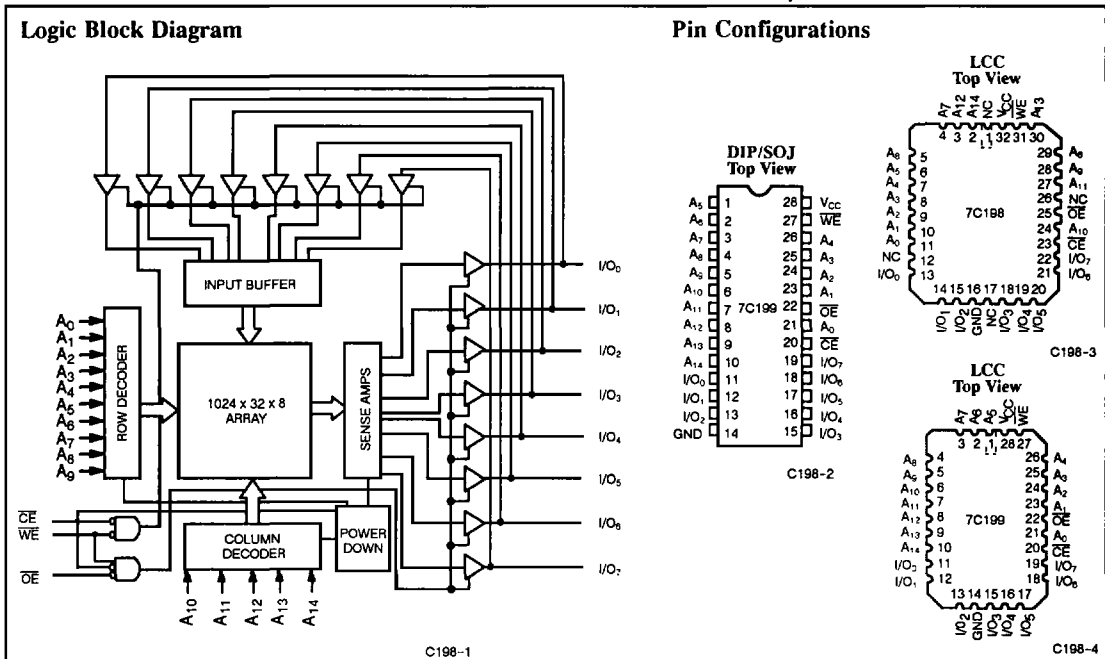 Logic Block Diagram
INPUT BUFFER
A0
A1
A2
A3
A4
A5
A6
A7
A8
A9
ROW DECODER
1024 x 32 x 8
ARRAY
SENSE AMPS
COLUMN
DECODER
POWER
DOWN
CE
WE
OE
A10
A11
A12
A13
A14
I/O0
I/O1
I/O2
I/O3
I/O4
I/O5
I/O6
I/O7
C198-1
Pin Configurations
DIP/SOJ
Top View
A5 1 28 VCC
A6 2 27 WE
A7 3 26 A4
A8 4 25 A3
A9 5 24 A2
A10 6 23 A1
A11 7 7C199 22 OE
A12 8 21 A0
A13 9 20 CE
A14 10 19 I/O7
I/O0 11 18 I/O6
I/O1 12 17 I/O5
I/O2 13 16 I/O4
GND 14 15 I/O3
C198-2
LCC
Top View
A7 A12 A14 NC VCC WE A13
4 3 2 1 32 31 30
A6 5 29 A8
A5 6 28 A9
A4 7 27 A11
A3 8 26 NC
A2 9 7C198 25 OE
A1 10 24 A10
A0 11 23 CE
NC 12 22 I/O7
I/O0 13 21 I/O6
14 15 16 17 18 19 20
I/O1 I/O2 GND NC I/O3 I/O4 I/O5
C198-3
LCC
Top View
A7 A6 A5 VCC WE
3 2 1 28 27
A8 4 26 A4
A9 5 25 A3
A10 6 24 A2
A11 7 23 A1
A12 8 7C199 22 OE
A13 9 21 A0
A14 10 20 CE
I/O0 11 19 I/O7
I/O1 12 18 I/O6
13 14 15 16 17
I/O2 GND I/O3 I/O4 I/O5
C198-4